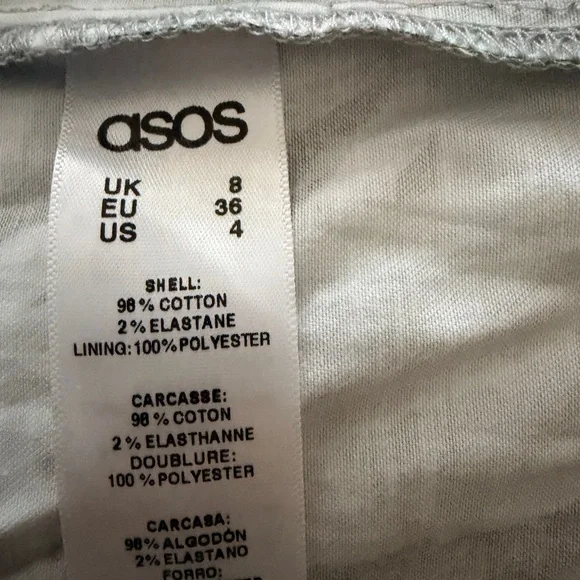 asos
UK 8
EU 36
US 4
SHELL:
98% COTTON
2% ELASTANE
LINING:100%POLYESTER
CARCASSE:
98% COTON
2% ELASTHANNE
DOUBLURE:
100% POLYESTER
CARCASA:
98% ALGODÓN
2% ELASTANO
FORRO: